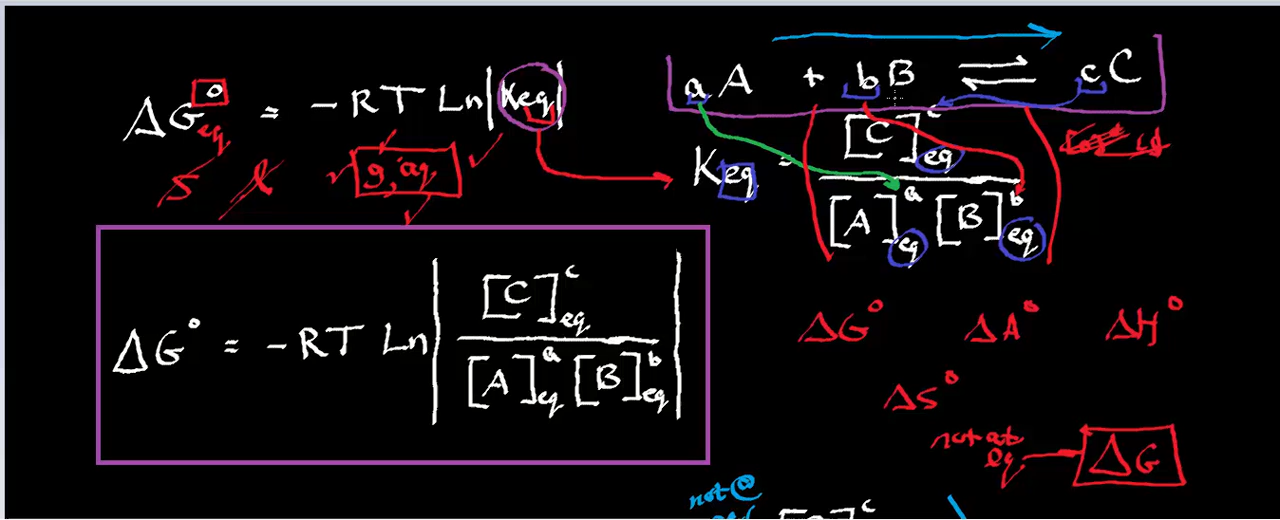 ΔG°eq = -RT Ln|Keq|
aA + bB ⇌ cC
s l g, aq
Keq = [C]^c eq / [A]^a eq [B]^b eq
ΔG° = -RT Ln| [C]^c eq / [A]^a eq [B]^b eq |
ΔG° ΔA° ΔH°
ΔS°
not at
eq ΔG
not @